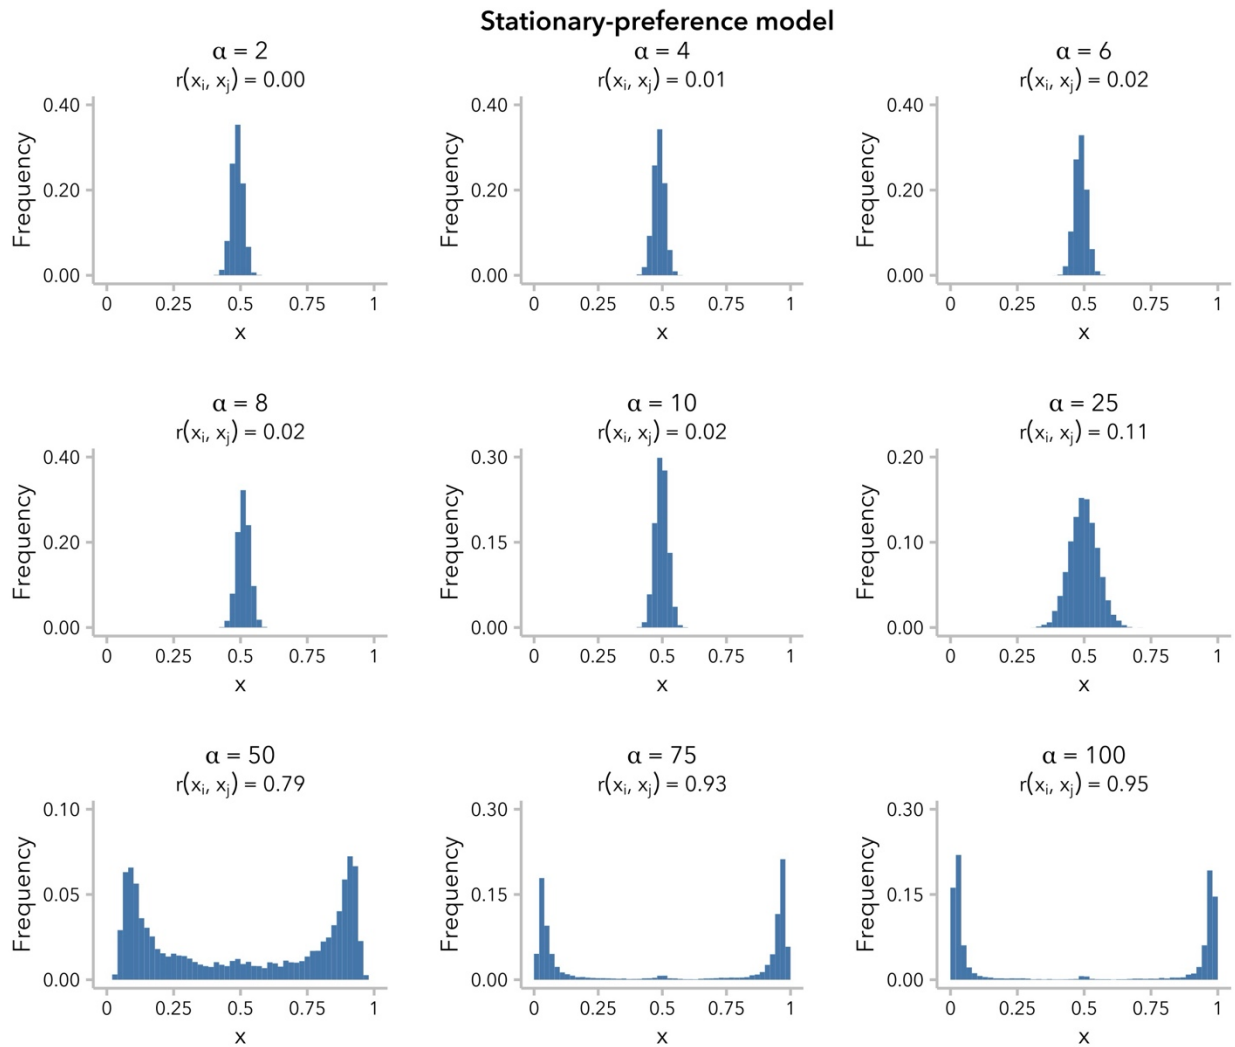 Stationary-preference model
α = 2
r(xᵢ, xⱼ) = 0.00
0.40
0.20
0.00
Frequency
0 0.25 0.5 0.75 1
x
α = 4
r(xᵢ, xⱼ) = 0.01
0.40
0.20
0.00
Frequency
0 0.25 0.5 0.75 1
x
α = 6
r(xᵢ, xⱼ) = 0.02
0.40
0.20
0.00
Frequency
0 0.25 0.5 0.75 1
x
α = 8
r(xᵢ, xⱼ) = 0.02
0.40
0.20
0.00
Frequency
0 0.25 0.5 0.75 1
x
α = 10
r(xᵢ, xⱼ) = 0.02
0.30
0.15
0.00
Frequency
0 0.25 0.5 0.75 1
x
α = 25
r(xᵢ, xⱼ) = 0.11
0.20
0.10
0.00
Frequency
0 0.25 0.5 0.75 1
x
α = 50
r(xᵢ, xⱼ) = 0.79
0.10
0.05
0.00
Frequency
0 0.25 0.5 0.75 1
x
α = 75
r(xᵢ, xⱼ) = 0.93
0.30
0.15
0.00
Frequency
0 0.25 0.5 0.75 1
x
α = 100
r(xᵢ, xⱼ) = 0.95
0.30
0.15
0.00
Frequency
0 0.25 0.5 0.75 1
x